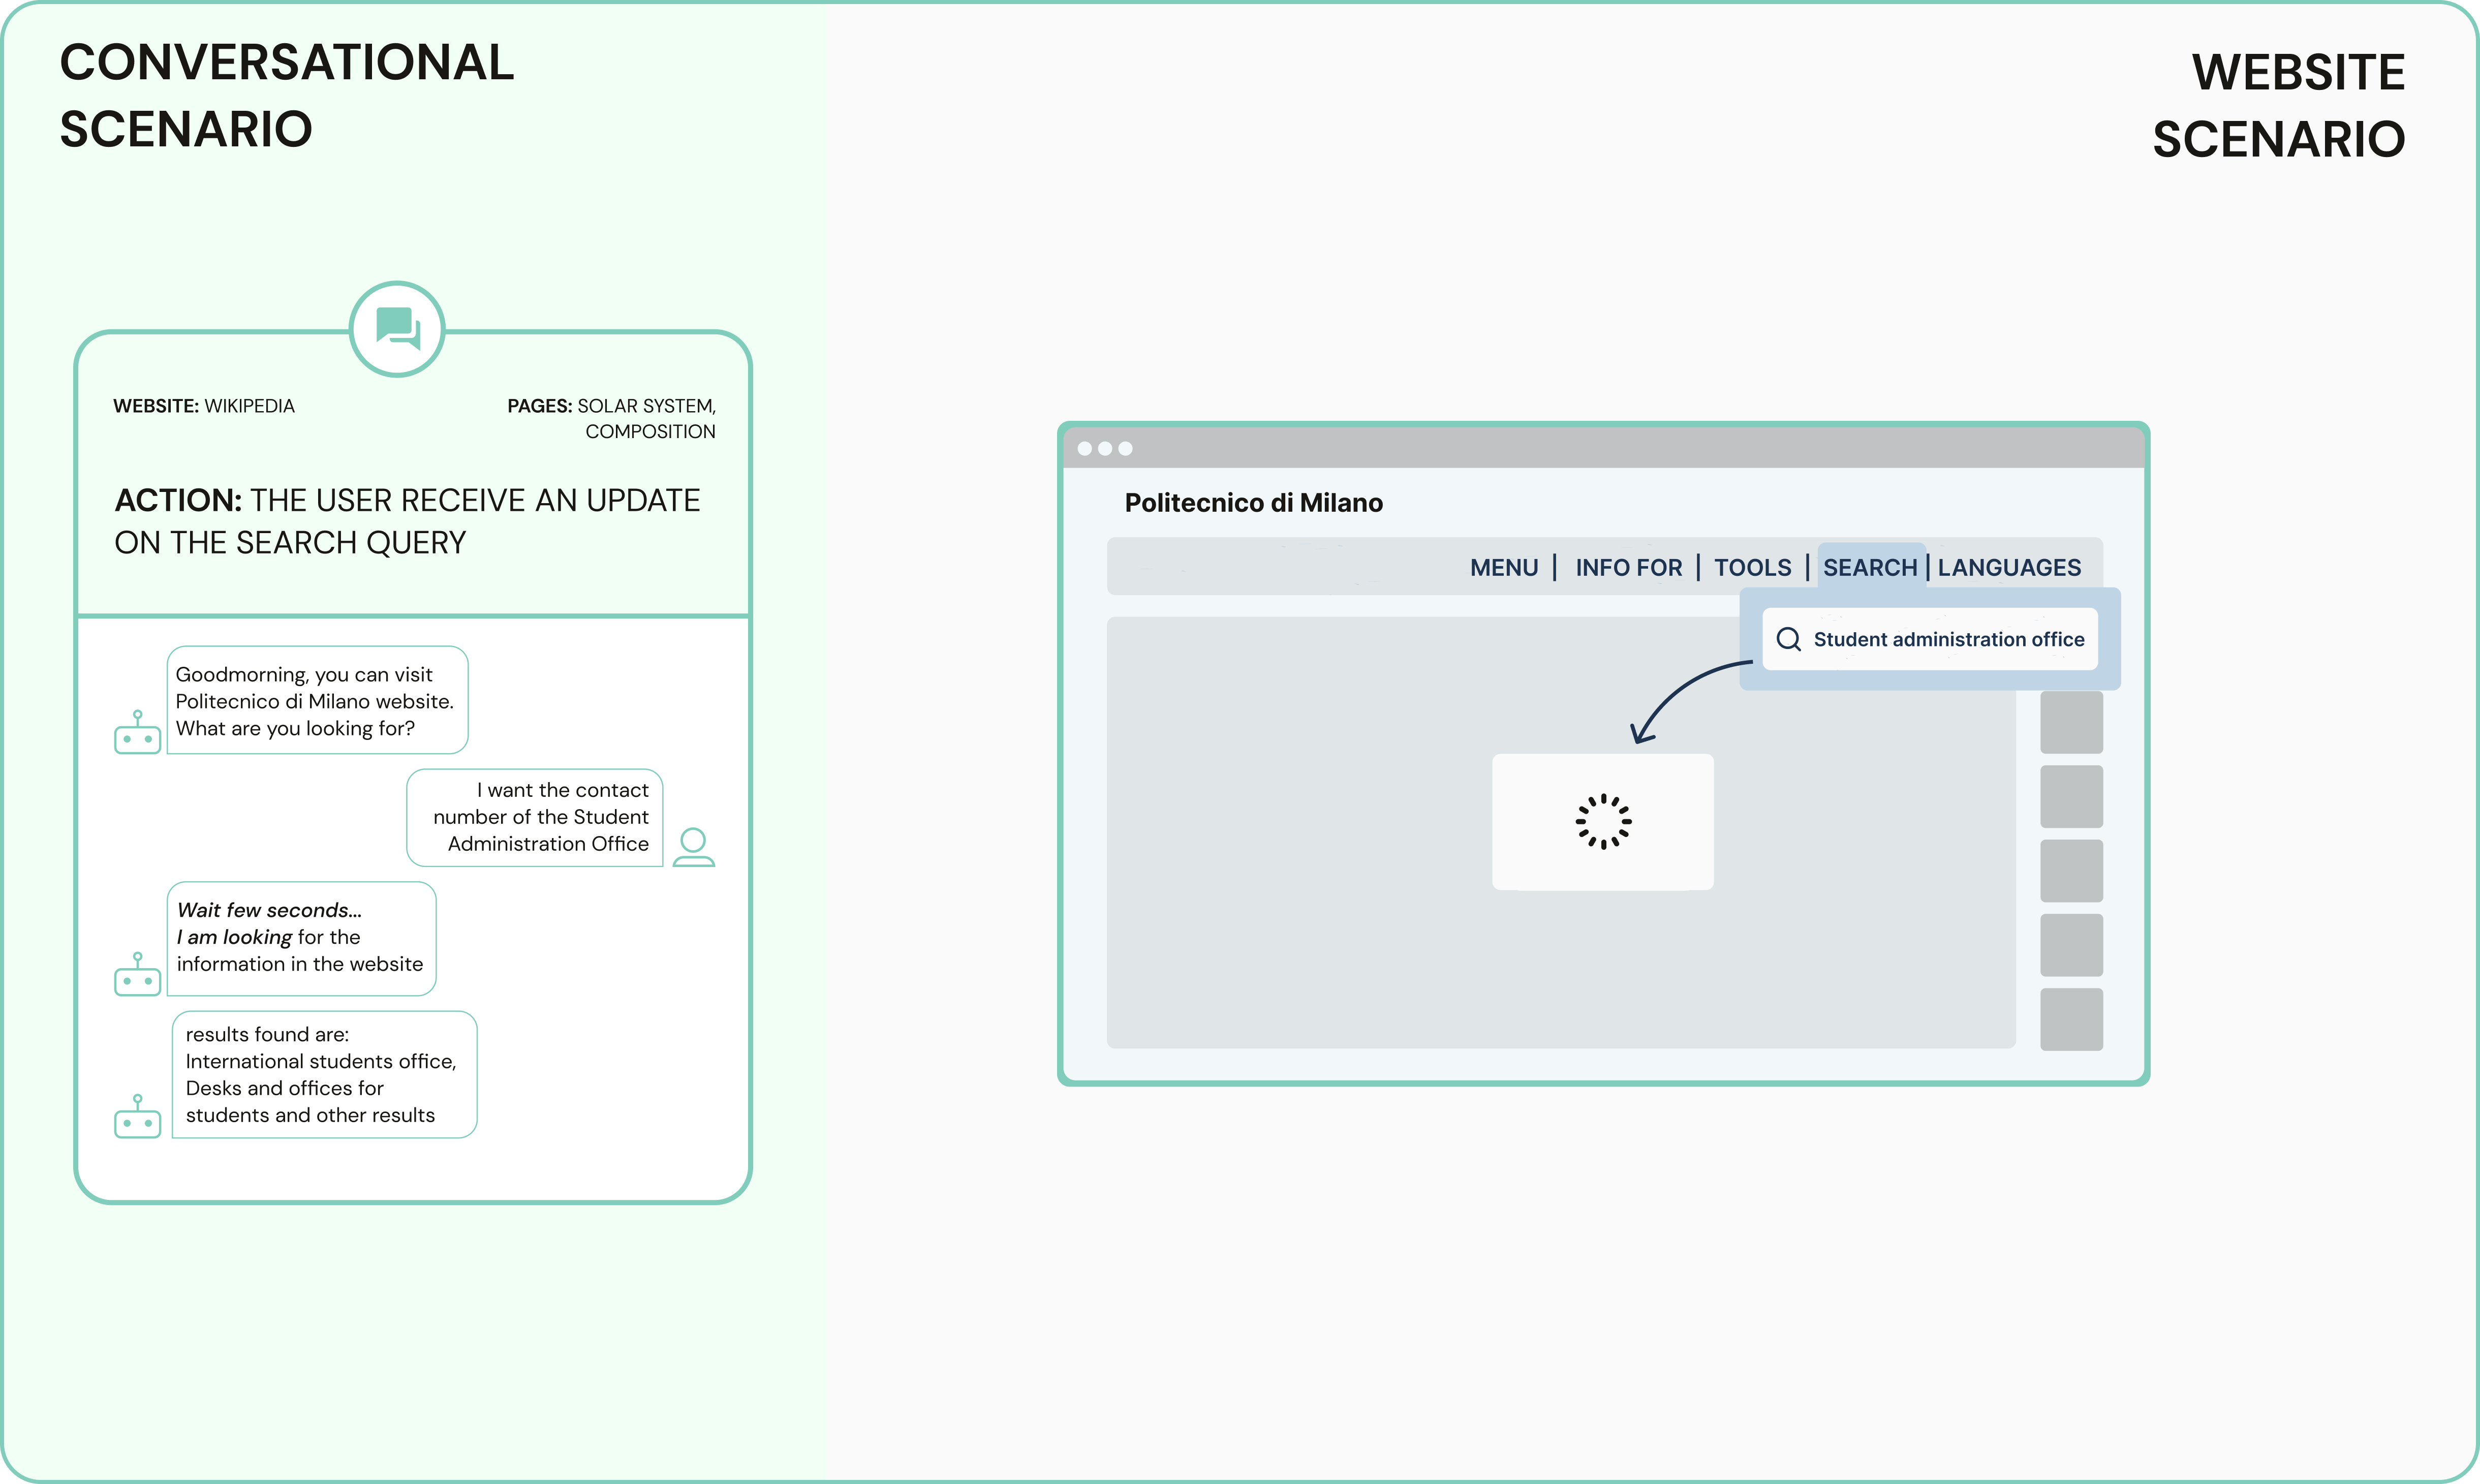 CONVERSATIONAL
SCENARIO
WEBSITE: WIKIPEDIA
PAGES: SOLAR SYSTEM,
COMPOSITION
ACTION: THE USER RECEIVE AN UPDATE
ON THE SEARCH QUERY
Goodmorning, you can visit
Politecnico di Milano website.
What are you looking for?
I want the contact
number of the Student
Administration Office
Wait few seconds...
I am looking for the
information in the website
results found are:
International students office,
Desks and offices for
students and other results
WEBSITE
SCENARIO
Politecnico di Milano
MENU | INFO FOR | TOOLS | SEARCH | LANGUAGES
Student administration office